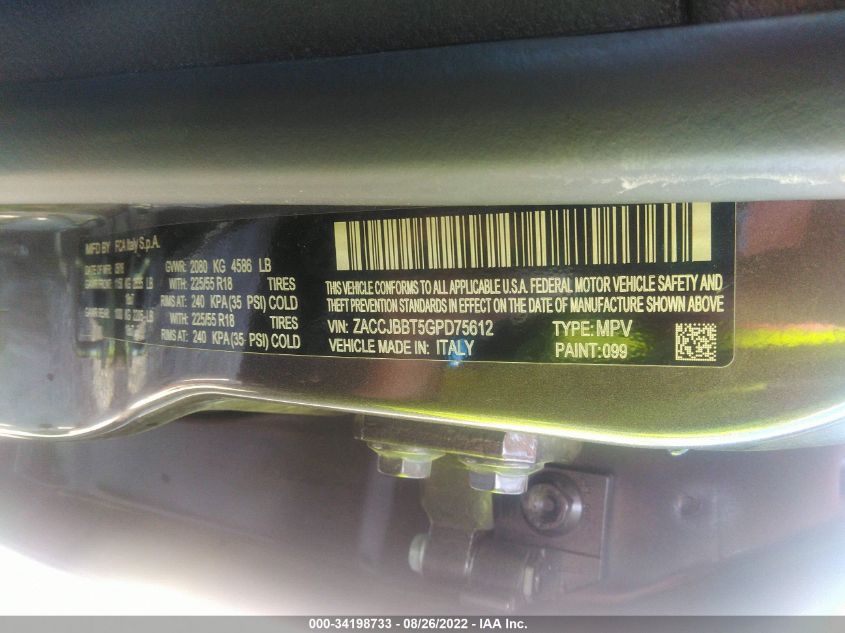 MFD BY FCA Italy S.p.A.
GVWR: 2080 KG 4586 LB
WITH: 225/55 R18 TIRES
RIMS AT: 240 KPA (35 PSI) COLD
WITH: 225/55 R18 TIRES
RIMS AT: 240 KPA (35 PSI) COLD
THIS VEHICLE CONFORMS TO ALL APPLICABLE U.S.A. FEDERAL MOTOR VEHICLE SAFETY AND
THEFT PREVENTION STANDARDS IN EFFECT ON THE DATE OF MANUFACTURE SHOWN ABOVE
VIN: ZACCJBBT5GPD75612 TYPE: MPV
VEHICLE MADE IN: ITALY PAINT: 099
000-34198733 - 08/26/2022 - IAA Inc.